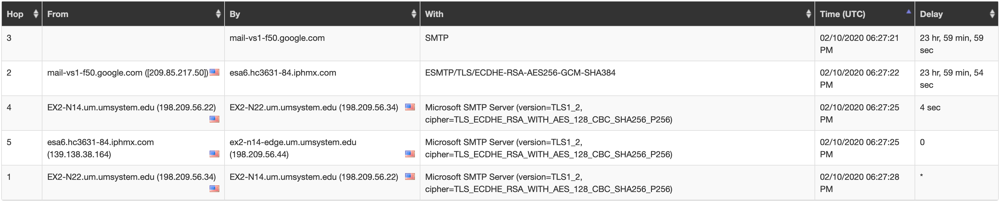 Hop From By With Time (UTC) Delay
3 mail-vs1-f50.google.com SMTP 02/10/2020 06:27:21 23 hr, 59 min, 59
PM sec
2 mail-vs1-f50.google.com ([209.85.217.50]) esa6.hc3631-84.iphmx.com ESMTP/TLS/ECDHE-RSA-AES256-GCM-SHA384 02/10/2020 06:27:22 23 hr, 59 min, 54
PM sec
4 EX2-N14.um.umsystem.edu (198.209.56.22) EX2-N22.um.umsystem.edu (198.209.56.34) Microsoft SMTP Server (version=TLS1_2, 02/10/2020 06:27:25 4 sec
cipher=TLS_ECDHE_RSA_WITH_AES_128_CBC_SHA256_P256) PM
5 esa6.hc3631-84.iphmx.com ex2-n14-edge.um.umsystem.edu Microsoft SMTP Server (version=TLS1_2, 02/10/2020 06:27:25 0
(139.138.38.164) (198.209.56.44) cipher=TLS_ECDHE_RSA_WITH_AES_128_CBC_SHA256_P256) PM
1 EX2-N22.um.umsystem.edu (198.209.56.34) EX2-N14.um.umsystem.edu (198.209.56.22) Microsoft SMTP Server (version=TLS1_2, 02/10/2020 06:27:28 *
cipher=TLS_ECDHE_RSA_WITH_AES_128_CBC_SHA256_P256) PM